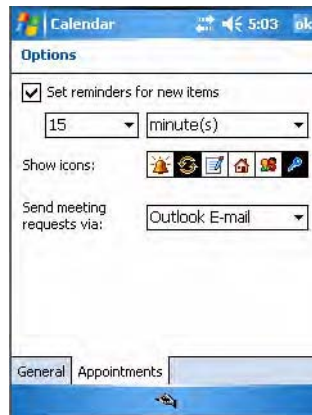 Calendar 5:03 ok
Options
Set reminders for new items
15 minute(s)
Show icons:
Send meeting
requests via: Outlook E-mail
General Appointments